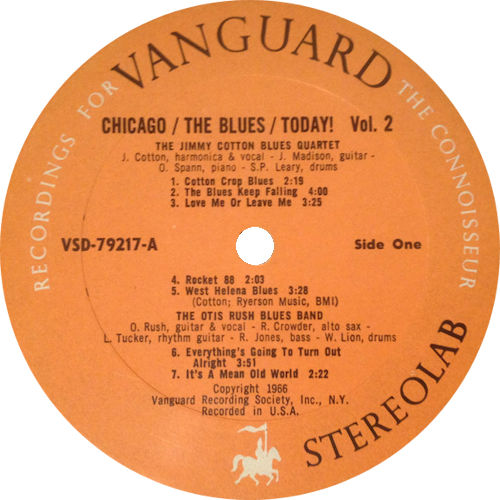 RECORDINGS FOR VANGUARD THE CONNOISSEUR
CHICAGO / THE BLUES / TODAY! Vol. 2
THE JIMMY COTTON BLUES QUARTET
J. Cotton, harmonica & vocal - J. Madison, guitar -
O. Spann, piano - S.P. Leary, drums
1. Cotton Crop Blues 2:19
2. The Blues Keep Falling 4:00
3. Love Me Or Leave Me 3:25
VSD-79217-A Side One
4. Rocket 88 2:03
5. West Helena Blues 3:28
(Cotton; Ryerson Music, BMI)
THE OTIS RUSH BLUES BAND
O. Rush, guitar & vocal - R. Crowder, alto sax -
L. Tucker, rhythm guitar - R. Jones, bass - W. Lion, drums
6. Everything's Going To Turn Out
Alright 3:51
7. It's A Mean Old World 2:22
Copyright 1966
Vanguard Recording Society, Inc., N.Y.
Recorded in U.S.A.
STEREOLAB